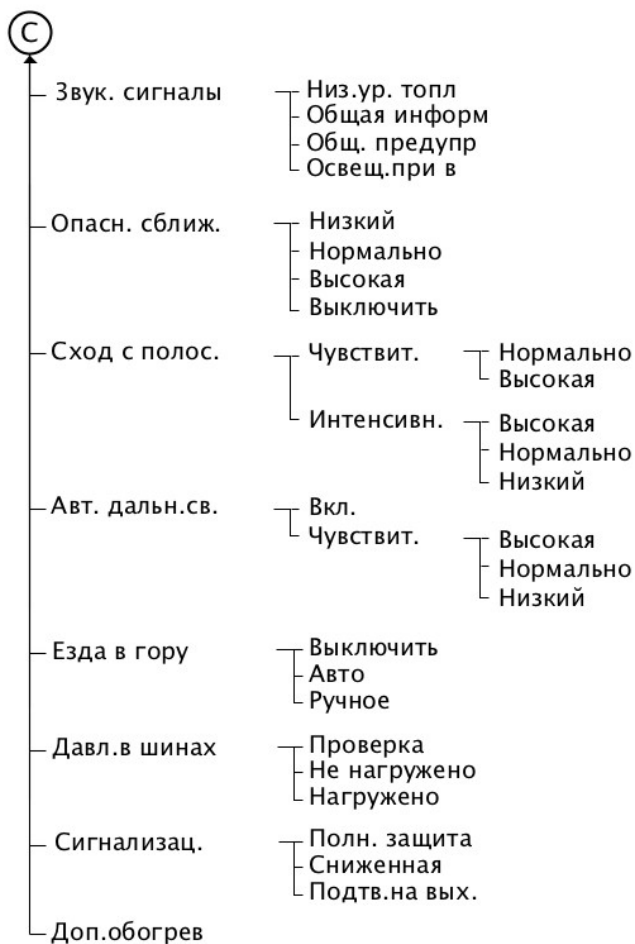 C
Звук. сигналы
Низ.ур. топл
Общая информ
Общ. предупр
Освещ.при в
Опасн. сближ.
Низкий
Нормально
Высокая
Выключить
Сход с полос.
Чувствит.
Нормально
Высокая
Интенсивн.
Высокая
Нормально
Низкий
Авт. дальн.св.
Вкл.
Чувствит.
Высокая
Нормально
Низкий
Езда в гору
Выключить
Авто
Ручное
Давл.в шинах
Проверка
Не нагружено
Нагружено
Сигнализац.
Полн. защита
Сниженная
Подтв.на вых.
Доп.обогрев